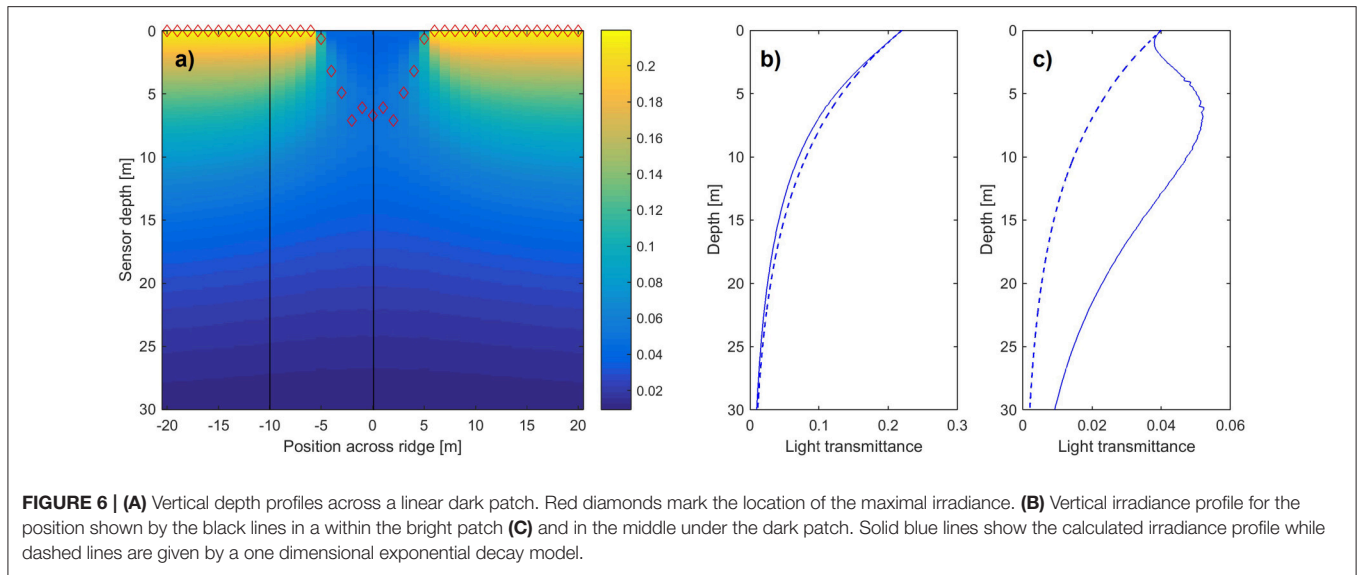 a)
0
5
10
15
20
25
30
Sensor depth [m]
-20 -15 -10 -5 0 5 10 15 20
Position across ridge [m]
0.2
0.18
0.16
0.14
0.12
0.1
0.08
0.06
0.04
0.02
b)
0
5
10
15
20
25
30
Depth [m]
0 0.1 0.2 0.3
Light transmittance
c)
0
5
10
15
20
25
30
Depth [m]
0 0.02 0.04 0.06
Light transmittance
FIGURE 6 | (A) Vertical depth profiles across a linear dark patch. Red diamonds mark the location of the maximal irradiance. (B) Vertical irradiance profile for the
position shown by the black lines in a within the bright patch (C) and in the middle under the dark patch. Solid blue lines show the calculated irradiance profile while
dashed lines are given by a one dimensional exponential decay model.